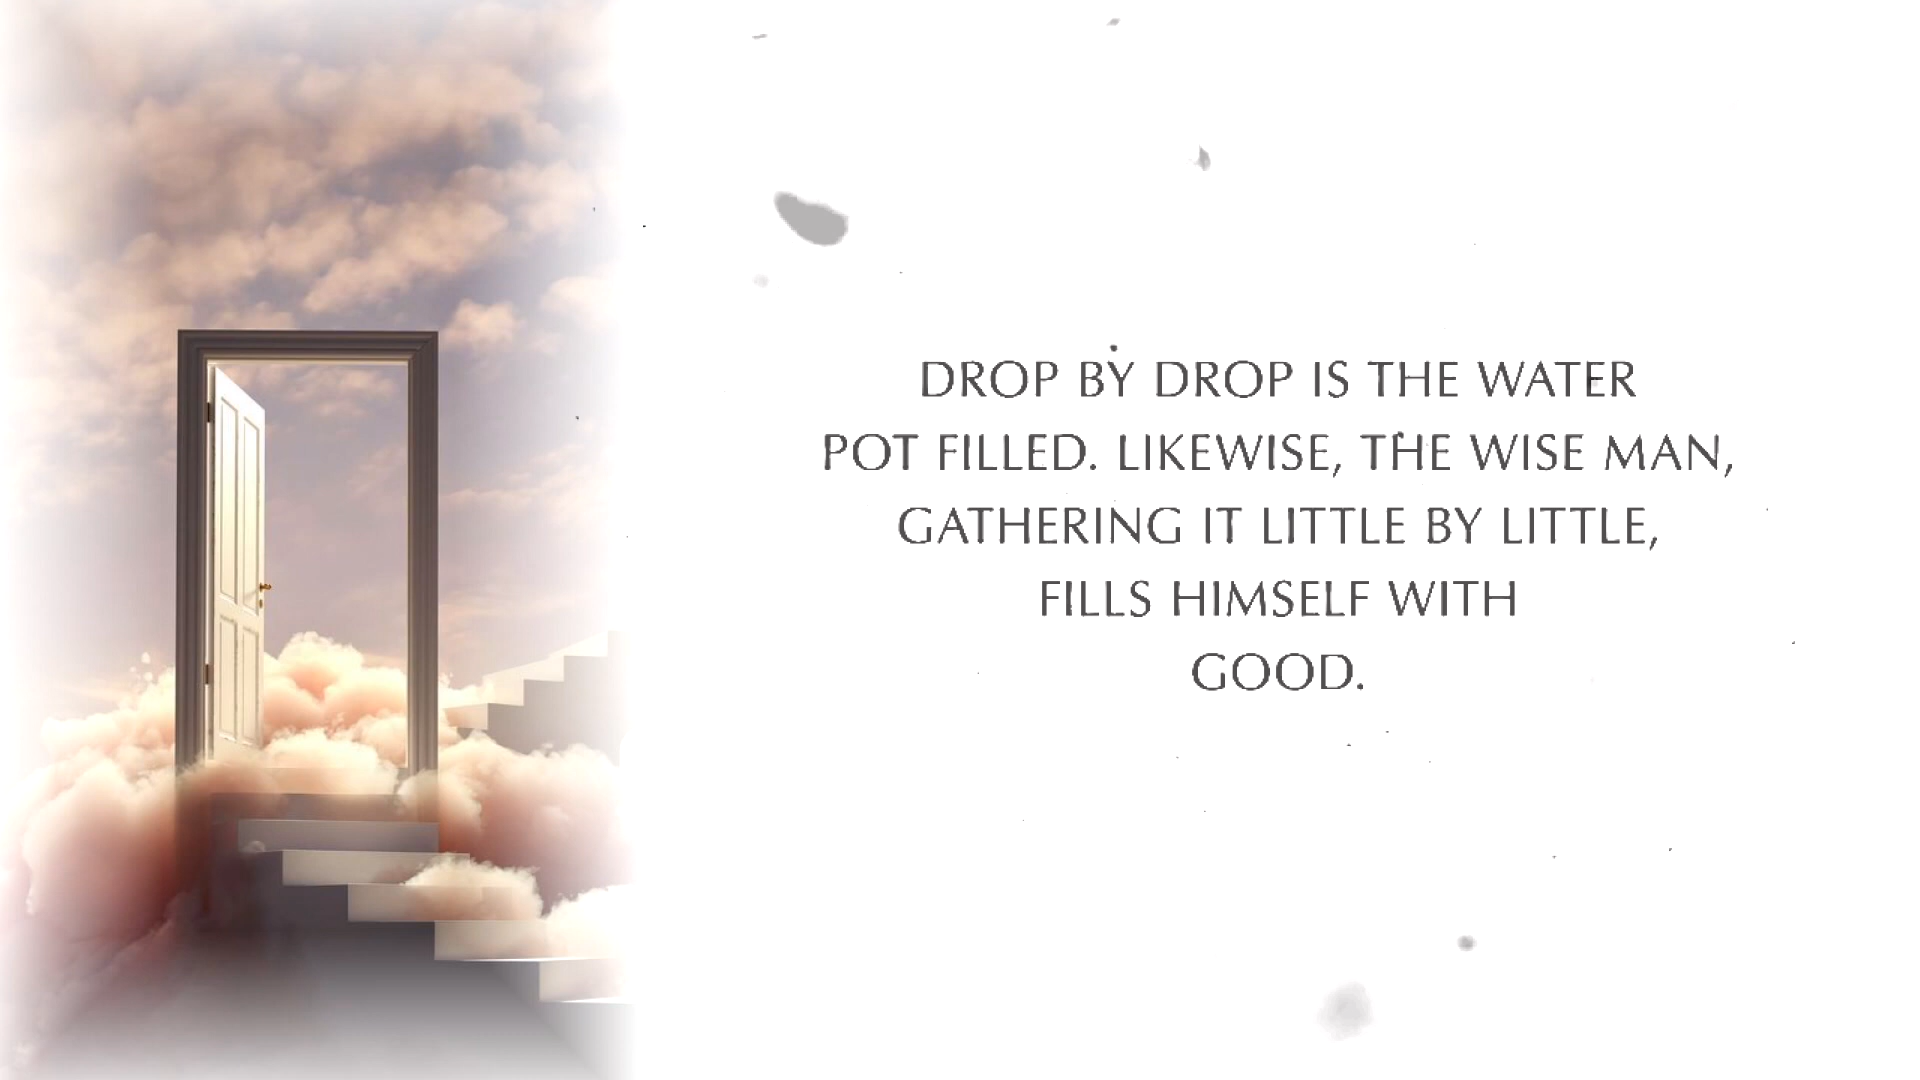 DROP BY DROP IS THE WATER
POT FILLED. LIKEWISE, THE WISE MAN,
GATHERING IT LITTLE BY LITTLE,
FILLS HIMSELF WITH
GOOD.